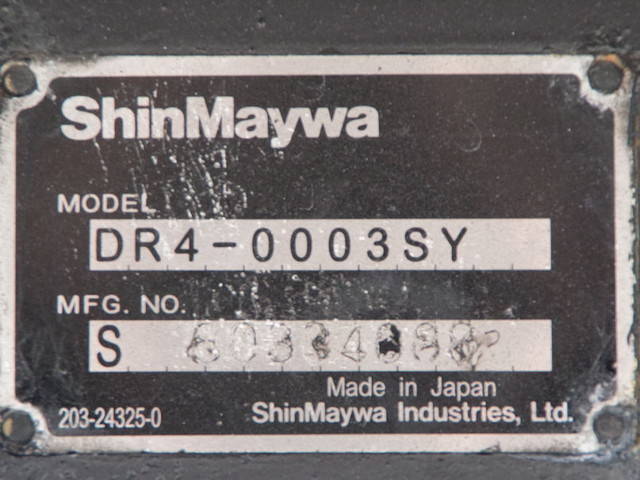 ShinMaywa
MODEL
DR4-0003SY
MFG. NO.
S
Made in Japan
203-24325-0 ShinMaywa Industries, Ltd.